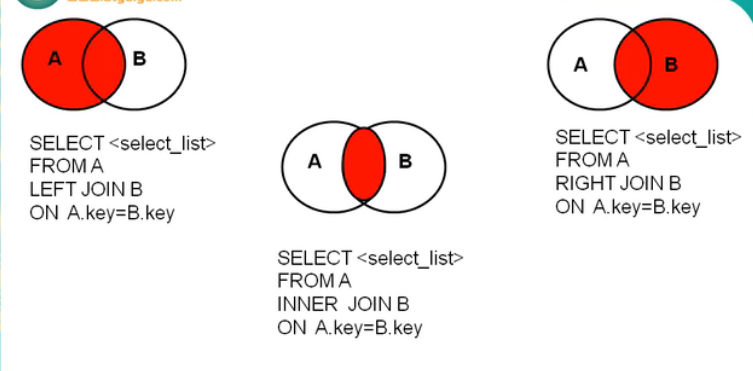 A B
SELECT <select_list>
FROM A
LEFT JOIN B
ON A.key=B.key
A B
SELECT <select_list>
FROM A
INNER JOIN B
ON A.key=B.key
A B
SELECT <select_list>
FROM A
RIGHT JOIN B
ON A.key=B.key